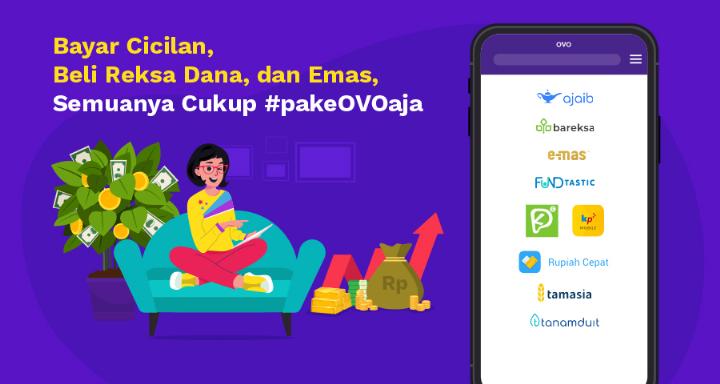 Bayar Cicilan,
Beli Reksa Dana, dan Emas,
Semuanya Cukup #pakeOVOaja
Rp
OVO
ajaib
bareksa
e-mas
FUNDTASTIC
kp
MOBILE
Rupiah Cepat
tamasia
tanamduit